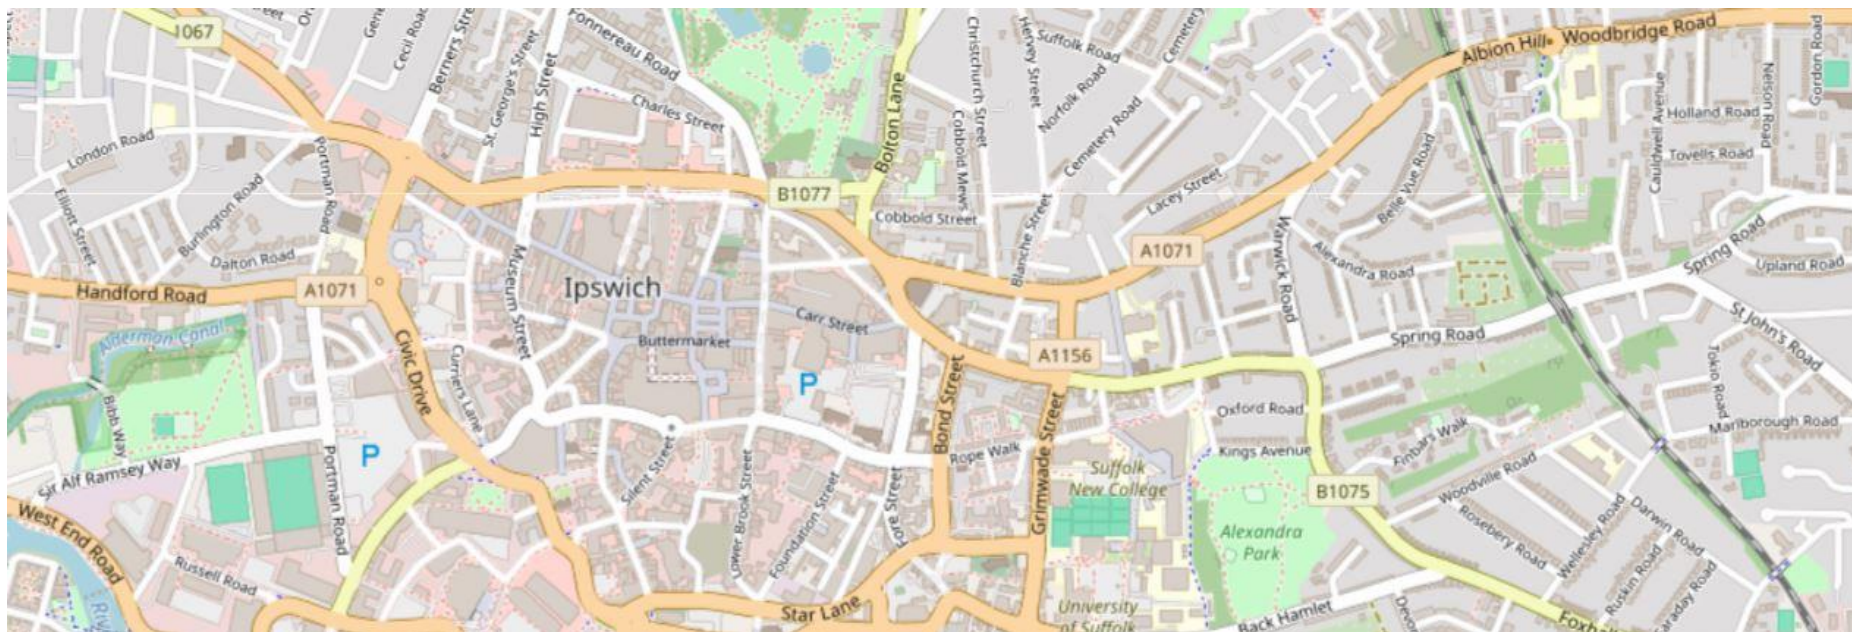 1067
Cecil Road
Berners Stre
St. George's Street
High Street
Fonnereau Road
Charles Street
Bolton Lane
Christchurch Street
Hervey Street
Suffolk Road
Norfolk Road
Cemetery
Cemetery Road
Albion Hill
Woodbridge Road
Cauldwell Avenue
Holland Road
Tovells Road
Nelson Road
Gordon Road
London Road
Portman Road
Elliott Street
Burlington Road
Dalton Road
B1077
Cobbold Mews
Cobbold Street
Blanche Street
Lacey Street
Belle Vue Road
A1071
Warwick Road
Alexandra Road
Spring Road
Upland Road
Handford Road
A1071
Museum Street
Ipswich
Carr Street
Buttermarket
Alderman Canal
Civic Drive
Curriers Lane
P
A1156
Spring Road
St John's Road
Tokio Road
Marlborough Road
Bibb Way
Sir Alf Ramsey Way
P
Portman Road
Silent Street
Lower Brook Street
Foundation Street
Fore Street
Bond Street
Rope Walk
Grimwade Street
Suffolk
New College
Oxford Road
Kings Avenue
Finbars Walk
B1075
Woodville Road
Rosebery Road
Wellesley Road
Darwin Road
Ruskin Road
araday Road
Alexandra
Park
West End Road
Russell Road
Riv
Star Lane
University
of Suffolk
Back Hamlet
Devo
Foxh